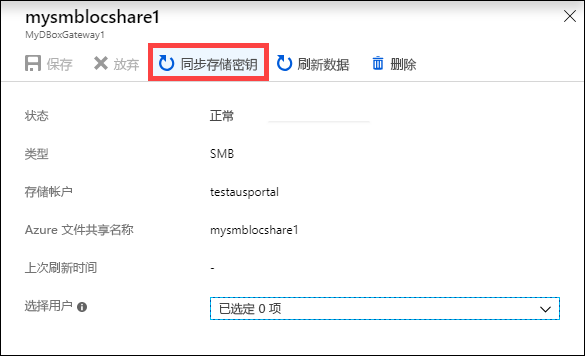 mysmblocshare1
MyDBoxGateway1
保存 放弃 同步存储密钥 刷新数据 删除
状态 正常
类型 SMB
存储帐户 testausportal
Azure 文件共享名称 mysmblocshare1
上次刷新时间 -
选择用户 已选定 0 项